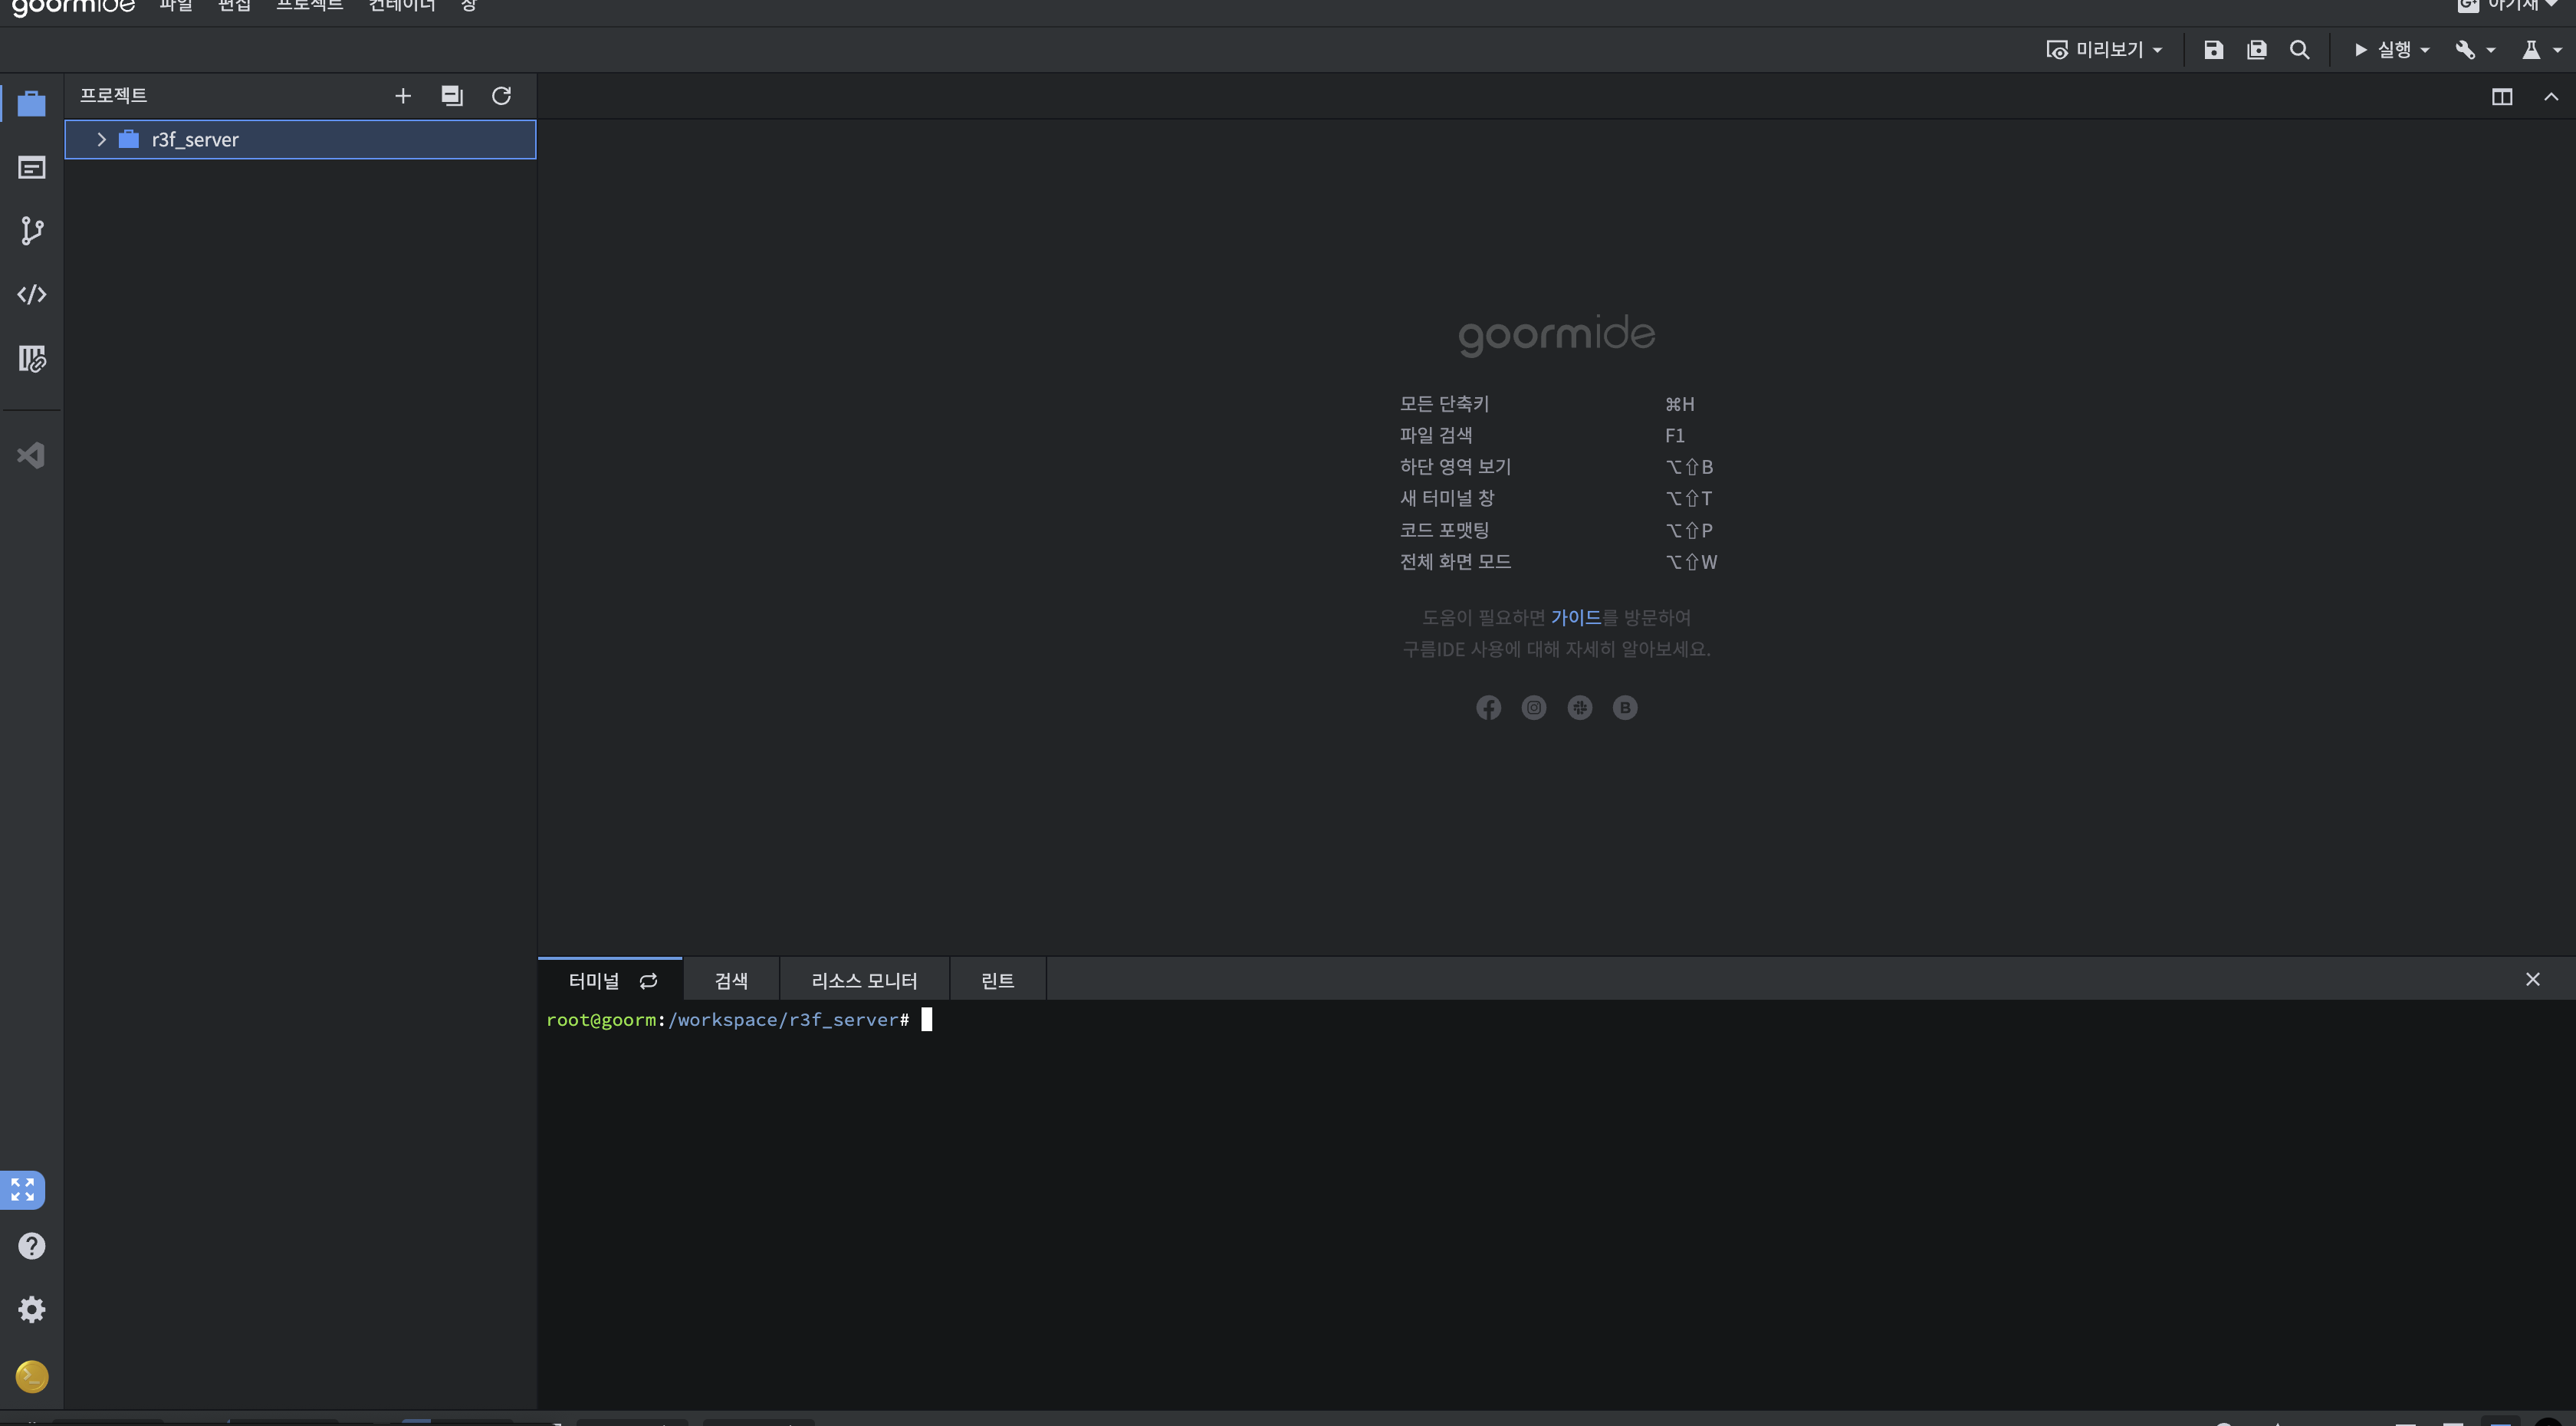 goormide 파일 편집 프로젝트 컨테이너 창
미리보기 실행
프로젝트
r3f_server
goormide
모든 단축키 ⌘H
파일 검색 F1
하단 영역 보기 ⌥⇧B
새 터미널 창 ⌥⇧T
코드 포맷팅 ⌥⇧P
전체 화면 모드 ⌥⇧W
도움이 필요하면 가이드를 방문하여
구름IDE 사용에 대해 자세히 알아보세요.
터미널 검색 리소스 모니터 린트
root@goorm:/workspace/r3f_server#